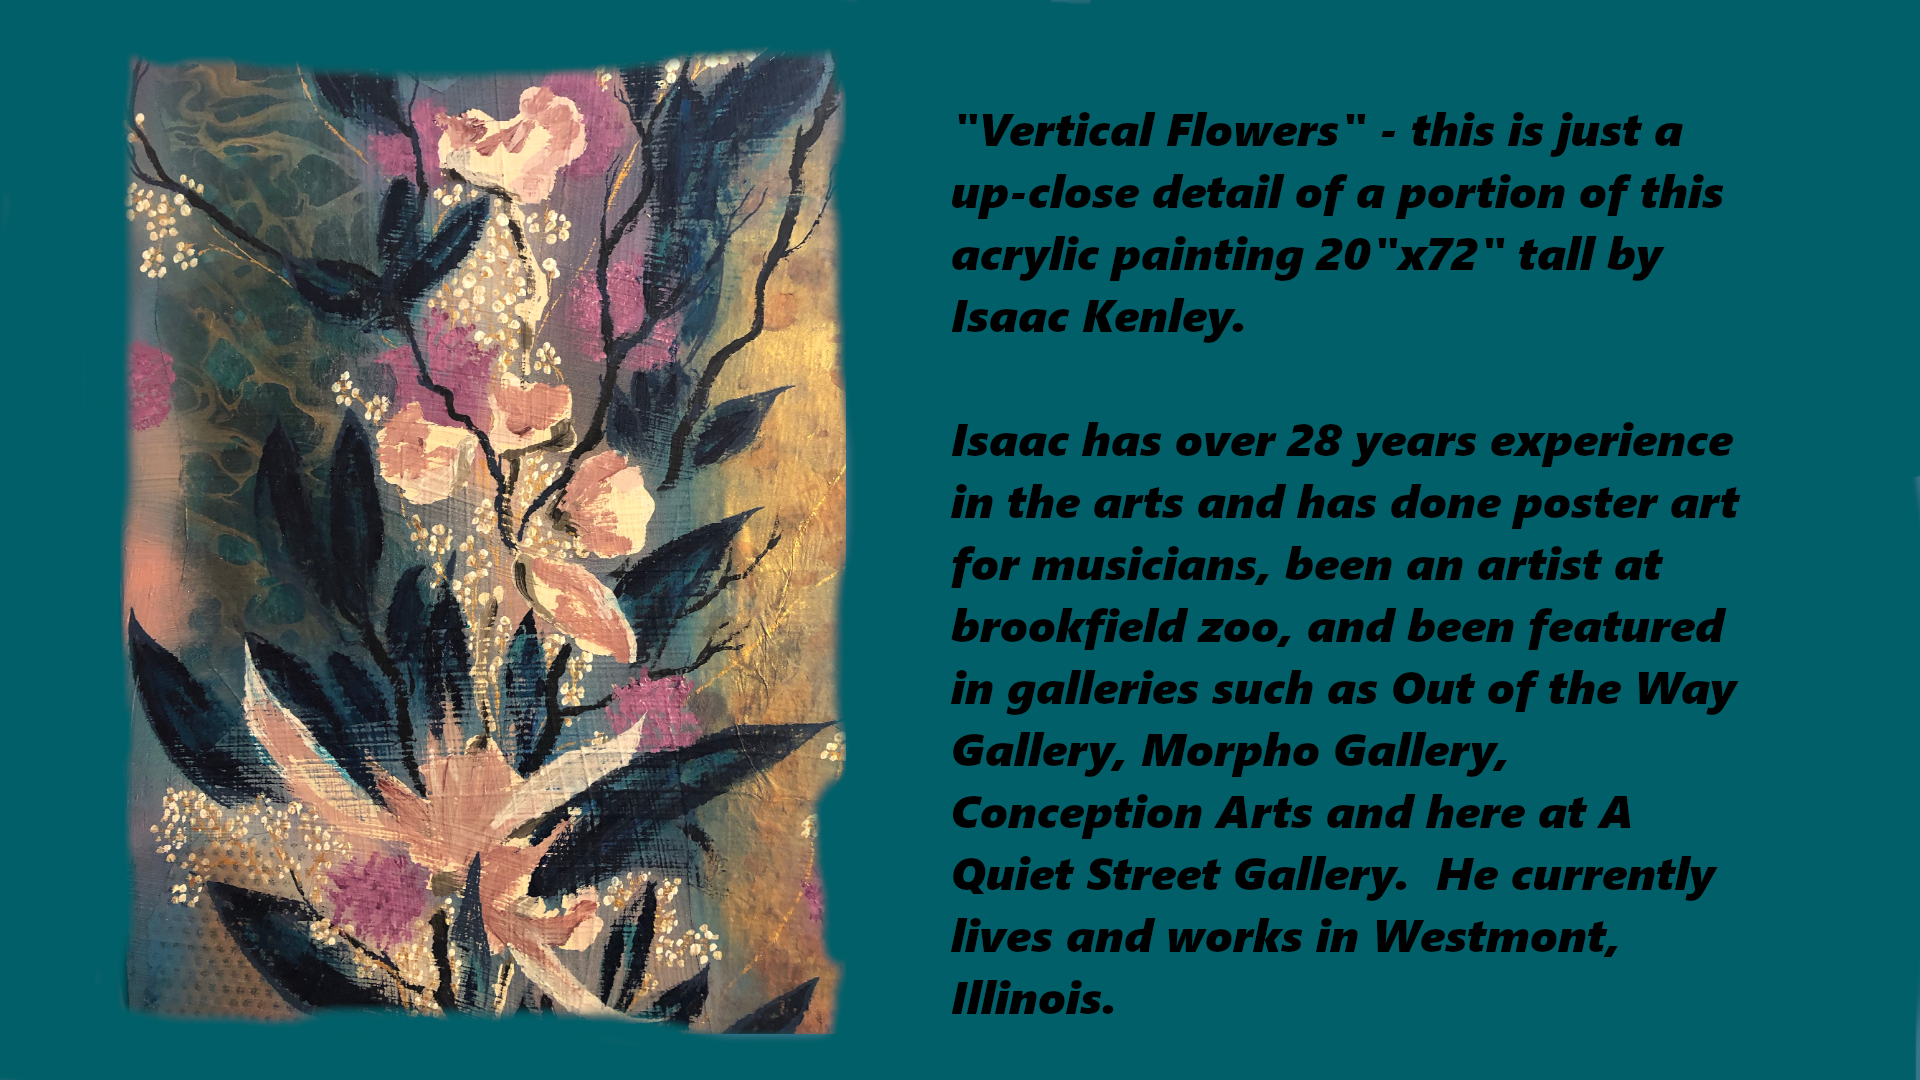 "Vertical Flowers" - this is just a
up-close detail of a portion of this
acrylic painting 20"x72" tall by
Isaac Kenley.
Isaac has over 28 years experience
in the arts and has done poster art
for musicians, been an artist at
brookfield zoo, and been featured
in galleries such as Out of the Way
Gallery, Morpho Gallery,
Conception Arts and here at A
Quiet Street Gallery.  He currently
lives and works in Westmont,
Illinois.